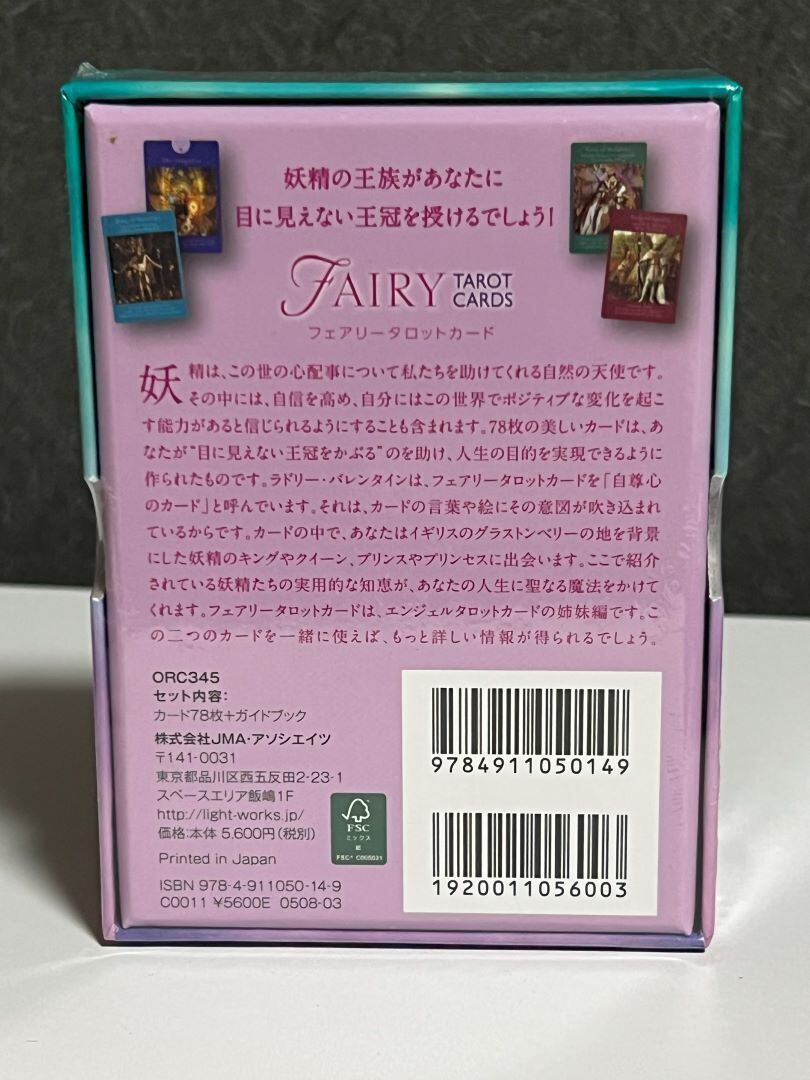 妖精の王族があなたに
目に見えない王冠を授けるでしょう!
FAIRY TAROT CARDS
フェアリータロットカード
妖精は、この世の心配事について私たちを助けてくれる自然の天使です。
その中には、自信を高め、自分にはこの世界でポジティブな変化を起こ
す能力があると信じられるようにすることも含まれます。78枚の美しいカードは、あ
なたが“目に見えない王冠をかぶる”のを助け、人生の目的を実現できるように
作られたものです。ラドリー・バレンタインは、フェアリータロットカードを「自尊心
のカード」と呼んでいます。それは、カードの言葉や絵にその意図が吹き込まれ
ているからです。カードの中で、あなたはイギリスのグラストンベリーの地を背景
にした妖精のキングやクイーン、プリンスやプリンセスに出会います。ここで紹介
されている妖精たちの実用的な知恵が、あなたの人生に聖なる魔法をかけて
くれます。フェアリータロットカードは、エンジェルタロットカードの姉妹編です。こ
の二つのカードを一緒に使えば、もっと詳しい情報が得られるでしょう。
ORC345
セット内容:
カード78枚+ガイドブック
株式会社JMA・アソシエイツ
〒141-0031
東京都品川区西五反田2-23-1
スペースエリア飯嶋1F
http://light-works.jp/
価格:本体 5,600円(税別)
Printed in Japan
ISBN 978-4-911050-14-9
C0011 ¥5600E 0508-03
FSC
ミックス
紙
FSC® C005031
9784911050149
1920011056003